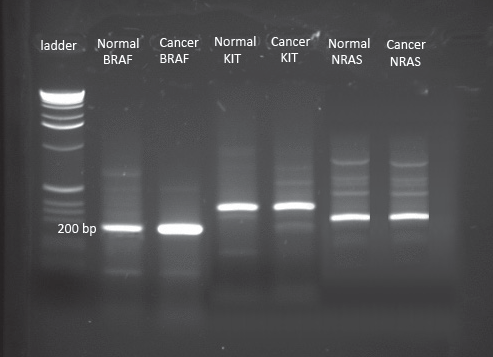 ladder
Normal
BRAF
Cancer
BRAF
Normal
KIT
Cancer
KIT
Normal
NRAS
Cancer
NRAS
200 bp